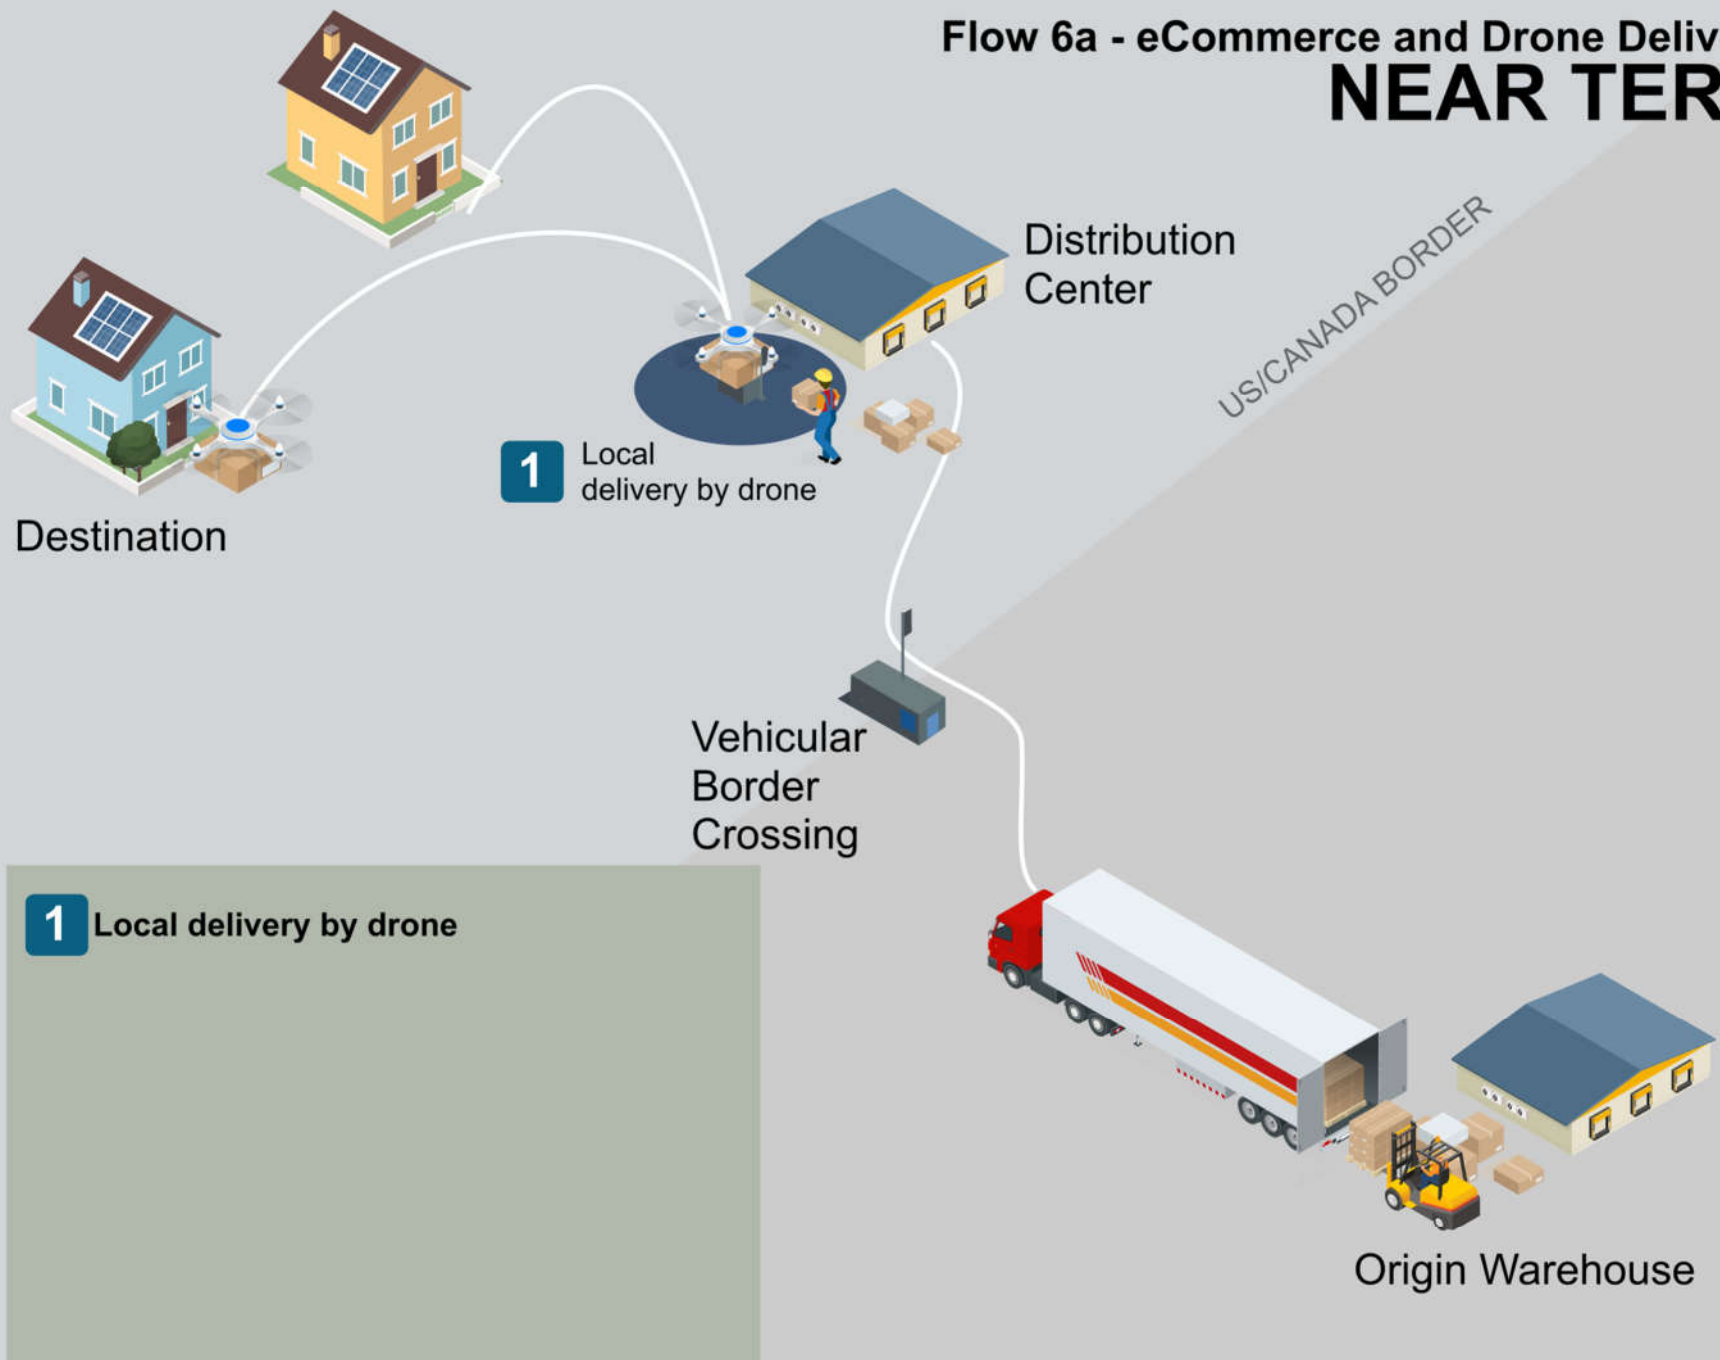 Flow 6a - eCommerce and Drone Deliv
NEAR TER
Distribution
Center
US/CANADA BORDER
1
Local
delivery by drone
Destination
Vehicular
Border
Crossing
1 Local delivery by drone
Origin Warehouse